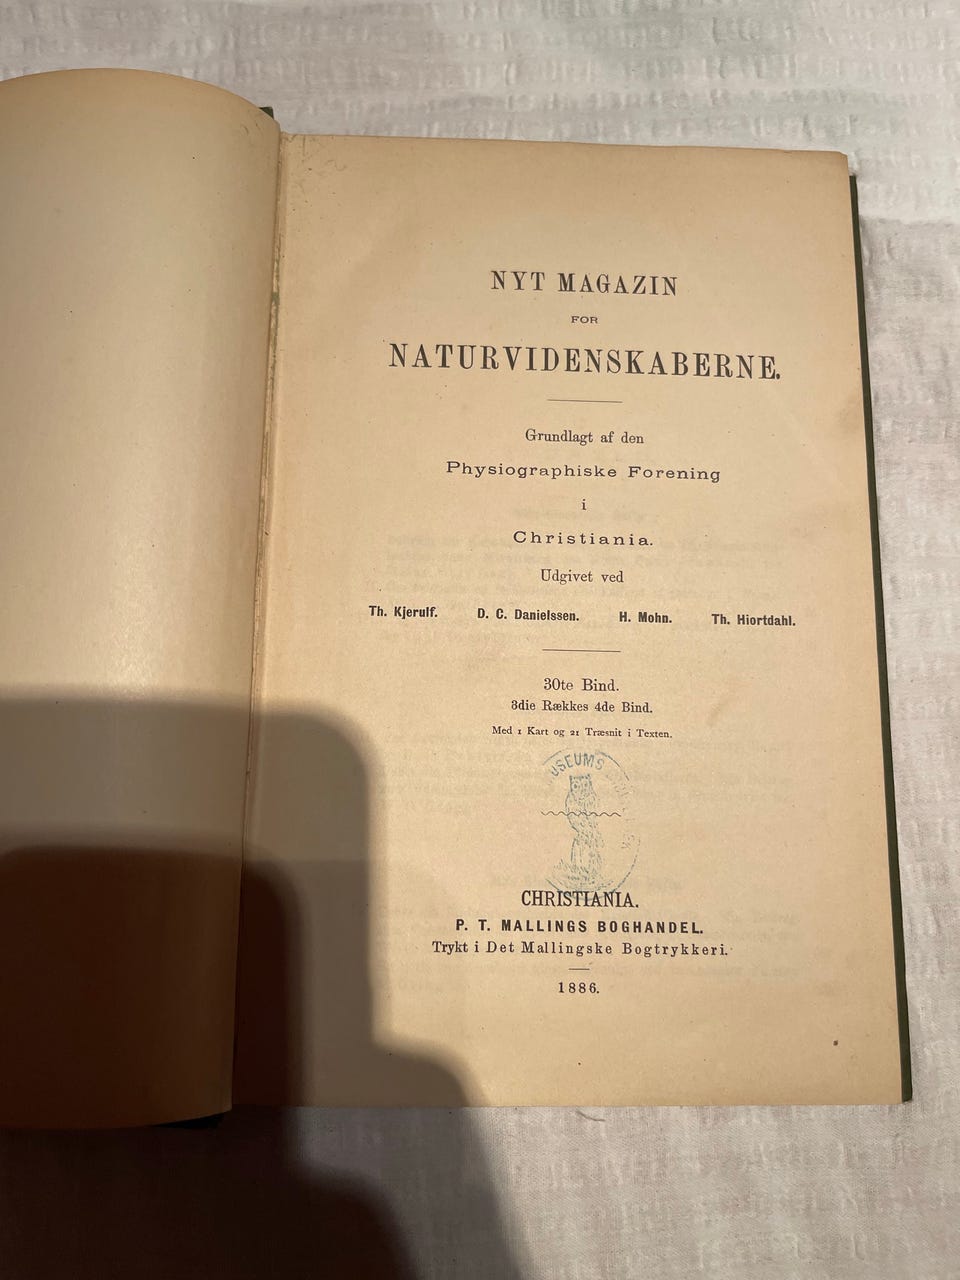 NYT MAGAZIN
FOR
NATURVIDENSKABERNE.
Grundlagt af den
Physiographiske Forening
i
Christiania.
Udgivet ved
Th. Kjerulf. D. C. Danielssen. H. Mohn. Th. Hiortdahl.
30te Bind.
3die Rækkes 4de Bind.
Med 1 Kart og 21 Træsnit i Texten.
CHRISTIANIA.
P. T. MALLINGS BOGHANDEL.
Trykt i Det Mallingske Bogtrykkeri.
1886.